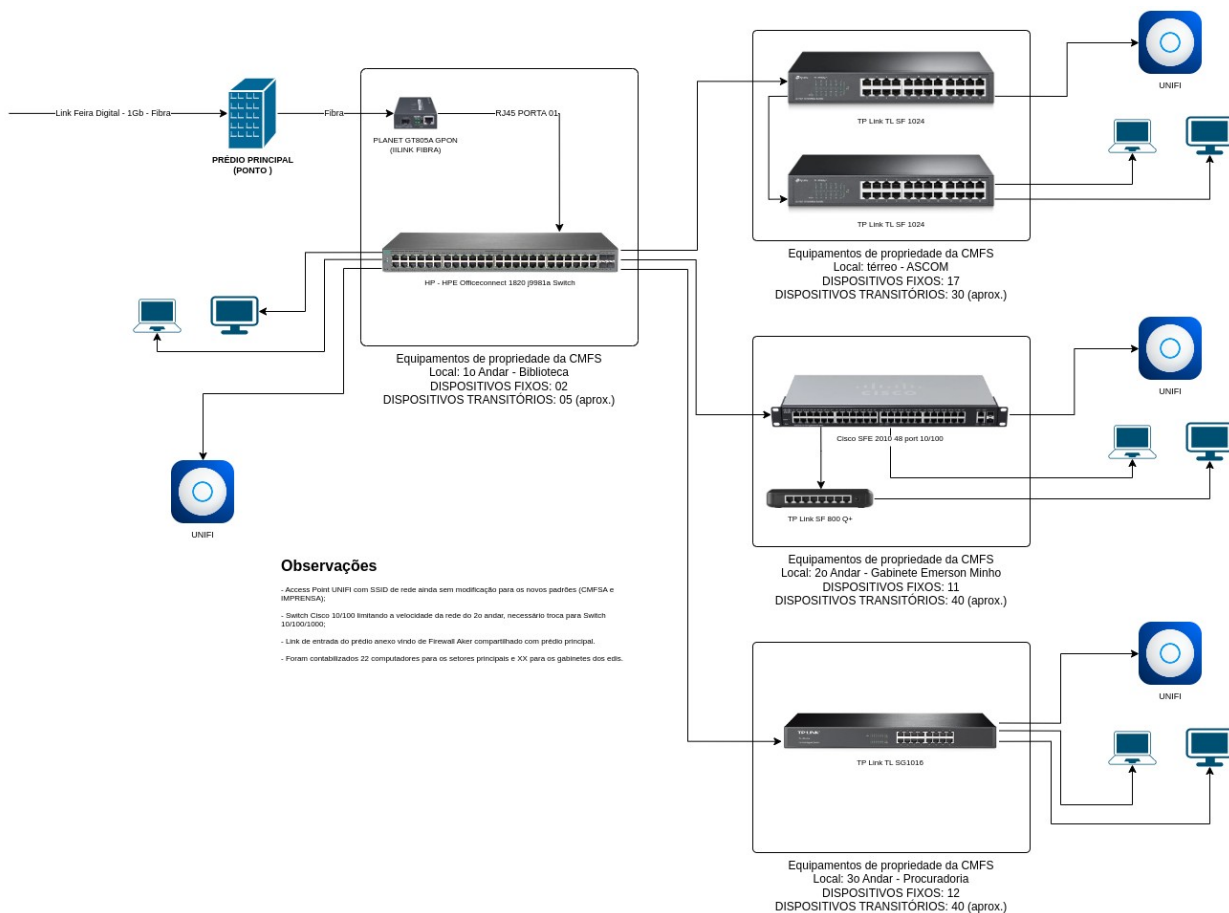 Link Feira Digital - 1Gb - Fibra
PRÉDIO PRINCIPAL
(PONTO )
Fibra
PLANET GT805A GPON
(IILINK FIBRA)
RJ45 PORTA 01
HP - HPE Officeconnect 1820 j9981a Switch
Equipamentos de propriedade da CMFS
Local: 1o Andar - Biblioteca
DISPOSITIVOS FIXOS: 02
DISPOSITIVOS TRANSITÓRIOS: 05 (aprox.)
UNIFI
Observações
- Access Point UNIFI com SSID de rede ainda sem modificação para os novos padrões (CMFSA e
IMPRENSA);
- Switch Cisco 10/100 limitando a velocidade da rede do 2o andar, necessário troca para Switch
10/100/1000;
- Link de entrada do prédio anexo vindo de Firewall Aker compartilhado com prédio principal.
- Foram contabilizados 22 computadores para os setores principais e XX para os gabinetes dos edis.
TP Link TL SF 1024
TP Link TL SF 1024
UNIFI
Equipamentos de propriedade da CMFS
Local: térreo - ASCOM
DISPOSITIVOS FIXOS: 17
DISPOSITIVOS TRANSITÓRIOS: 30 (aprox.)
CISCO
Cisco SFE 2010 48 port 10/100
TP Link SF 800 Q+
UNIFI
Equipamentos de propriedade da CMFS
Local: 2o Andar - Gabinete Emerson Minho
DISPOSITIVOS FIXOS: 11
DISPOSITIVOS TRANSITÓRIOS: 40 (aprox.)
TP-LINK
TP Link TL SG1016
UNIFI
Equipamentos de propriedade da CMFS
Local: 3o Andar - Procuradoria
DISPOSITIVOS FIXOS: 12
DISPOSITIVOS TRANSITÓRIOS: 40 (aprox.)